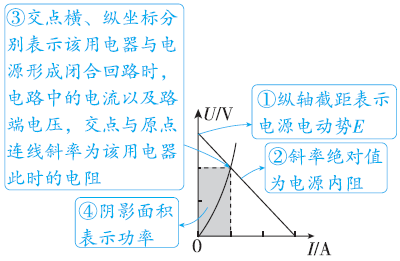 ③交点横、纵坐标分
别表示该用电器与电
源形成闭合回路时，
电路中的电流以及路
端电压，交点与原点
连线斜率为该用电器
此时的电阻
U/V
①纵轴截距表示
电源电动势E
②斜率绝对值
为电源内阻
④阴影面积
表示功率
0
I/A